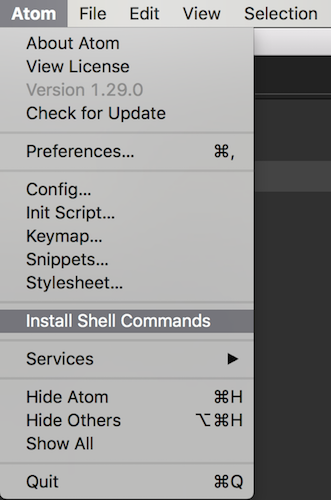 Atom File Edit View Selection
About Atom
View License
Version 1.29.0
Check for Update
Preferences... ⌘,
Config...
Init Script...
Keymap...
Snippets...
Stylesheet...
Install Shell Commands
Services ▶
Hide Atom ⌘H
Hide Others ⌥⌘H
Show All
Quit ⌘Q